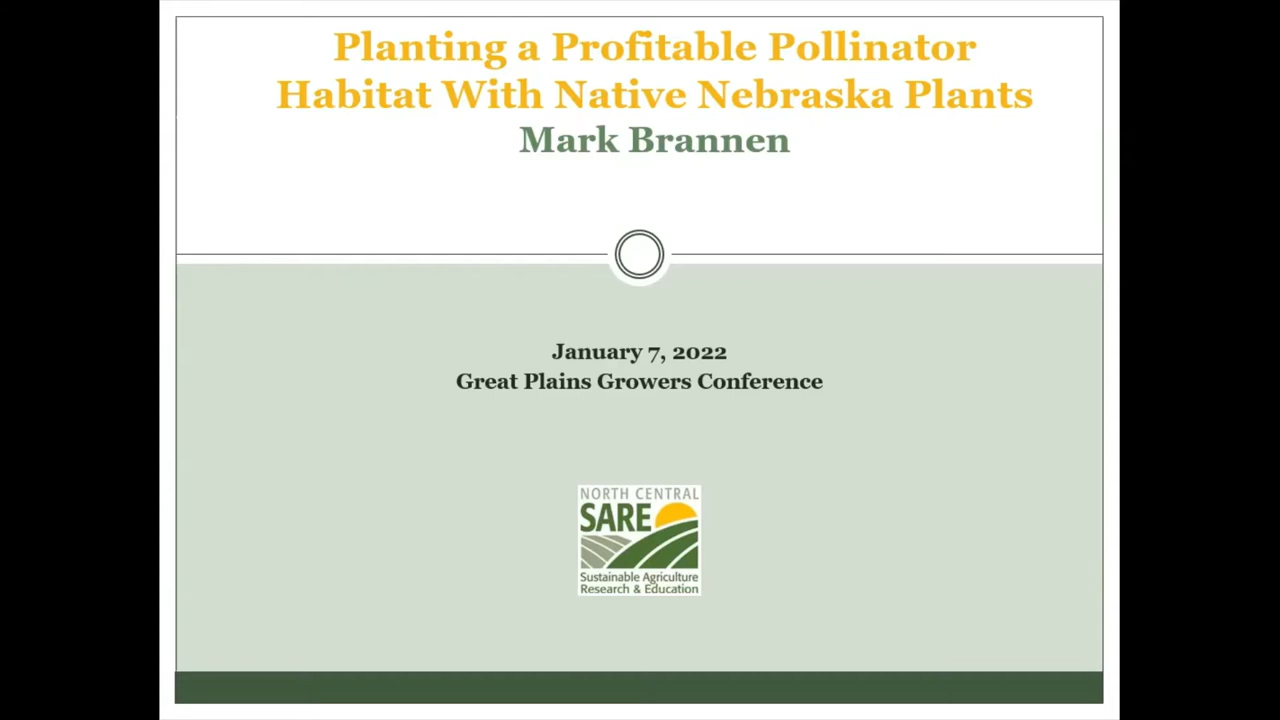 Planting a Profitable Pollinator
Habitat With Native Nebraska Plants
Mark Brannen
January 7, 2022
Great Plains Growers Conference
NORTH CENTRAL
SARE
Sustainable Agriculture
Research & Education